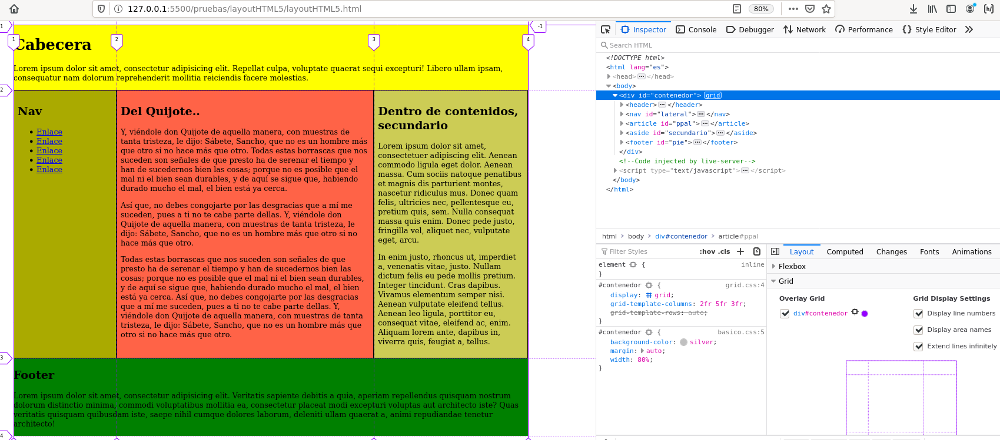 127.0.0.1:5500/pruebas/layoutHTML5/layoutHTML5.html
80%
1
-1
1
2
3
4
Cabecera
Lorem ipsum dolor sit amet, consectetur adipisicing elit. Repellat culpa, voluptate quaerat sequi excepturi! Libero ullam ipsam,
consequatur nam dolorum reprehenderit mollitia reiciendis facere molestias.
2
Nav
Enlace
Enlace
Enlace
Enlace
Enlace
Del Quijote..
Y, viéndole don Quijote de aquella manera, con muestras de
tanta tristeza, le dijo: Sábete, Sancho, que no es un hombre más
que otro si no hace más que otro. Todas estas borrascas que nos
suceden son señales de que presto ha de serenar el tiempo y
han de sucedernos bien las cosas; porque no es posible que el
mal ni el bien sean durables, y de aquí se sigue que, habiendo
durado mucho el mal, el bien está ya cerca.
Así que, no debes congojarte por las desgracias que a mí me
suceden, pues a ti no te cabe parte dellas. Y, viéndole don
Quijote de aquella manera, con muestras de tanta tristeza, le
dijo: Sábete, Sancho, que no es un hombre más que otro si no
hace más que otro.
Todas estas borrascas que nos suceden son señales de que
presto ha de serenar el tiempo y han de sucedernos bien las
cosas; porque no es posible que el mal ni el bien sean durables,
y de aquí se sigue que, habiendo durado mucho el mal, el bien
está ya cerca. Así que, no debes congojarte por las desgracias
que a mí me suceden, pues a ti no te cabe parte dellas. Y,
viéndole don Quijote de aquella manera, con muestras de tanta
tristeza, le dijo: Sábete, Sancho, que no es un hombre más que
otro si no hace más que otro.
Dentro de contenidos,
secundario
Lorem ipsum dolor sit amet,
consectetuer adipiscing elit. Aenean
commodo ligula eget dolor. Aenean
massa. Cum sociis natoque penatibus
et magnis dis parturient montes,
nascetur ridiculus mus. Donec quam
felis, ultricies nec, pellentesque eu,
pretium quis, sem. Nulla consequat
massa quis enim. Donec pede justo,
fringilla vel, aliquet nec, vulputate
eget, arcu.
In enim justo, rhoncus ut, imperdiet
a, venenatis vitae, justo. Nullam
dictum felis eu pede mollis pretium.
Integer tincidunt. Cras dapibus.
Vivamus elementum semper nisi.
Aenean vulputate eleifend tellus.
Aenean leo ligula, porttitor eu,
consequat vitae, eleifend ac, enim.
Aliquam lorem ante, dapibus in,
viverra quis, feugiat a, tellus.
3
Footer
Lorem ipsum dolor sit amet, consectetur adipisicing elit. Veritatis sapiente debitis a quia, aperiam repellendus quisquam nostrum
dolorum distinctio minima, commodi voluptatibus mollitia ea, consectetur placeat modi excepturi voluptas aut architecto iste? Quas
veritatis quisquam quibusdam iste, saepe nihil cumque dolores laborum, deleniti ullam quaerat a, animi repudiandae tenetur
architecto!
4
Inspector
Console
Debugger
Network
Performance
Style Editor
Search HTML
<!DOCTYPE html>
<html lang="es">
<head>···</head>
<body>
<div id="contenedor"> grid
<header>···</header>
<nav id="lateral">···</nav>
<article id="ppal">···</article>
<aside id="secundario">···</aside>
<footer id="pie">···</footer>
</div>
<!--Code injected by live-server-->
<script type="text/javascript">···</script>
</body>
</html>
html > body > div#contenedor > article#ppal
Filter Styles
:hov .cls +
element { inline
}
#contenedor { grid.css:4
display: grid;
grid-template-columns: 2fr 5fr 3fr;
grid-template-rows: auto;
}
#contenedor { basico.css:5
background-color: silver;
margin: auto;
width: 80%;
}
Layout
Computed
Changes
Fonts
Animations
Flexbox
Grid
Overlay Grid
div#contenedor
Grid Display Settings
Display line numbers
Display area names
Extend lines infinitely